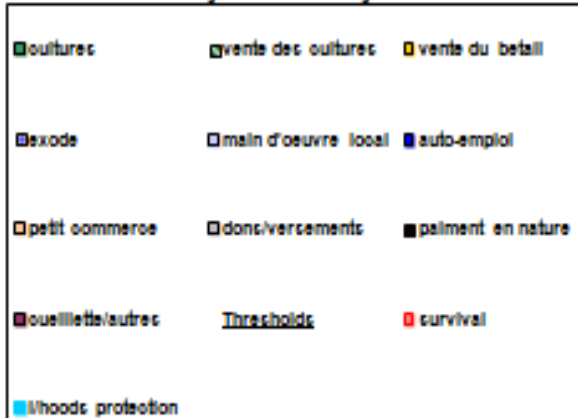 cultures vente des cultures vente du betail
exode main d'oeuvre local auto-emploi
petit commerce dons/versements paiment en nature
cueillette/autres Thresholds survival
l/hoods protection